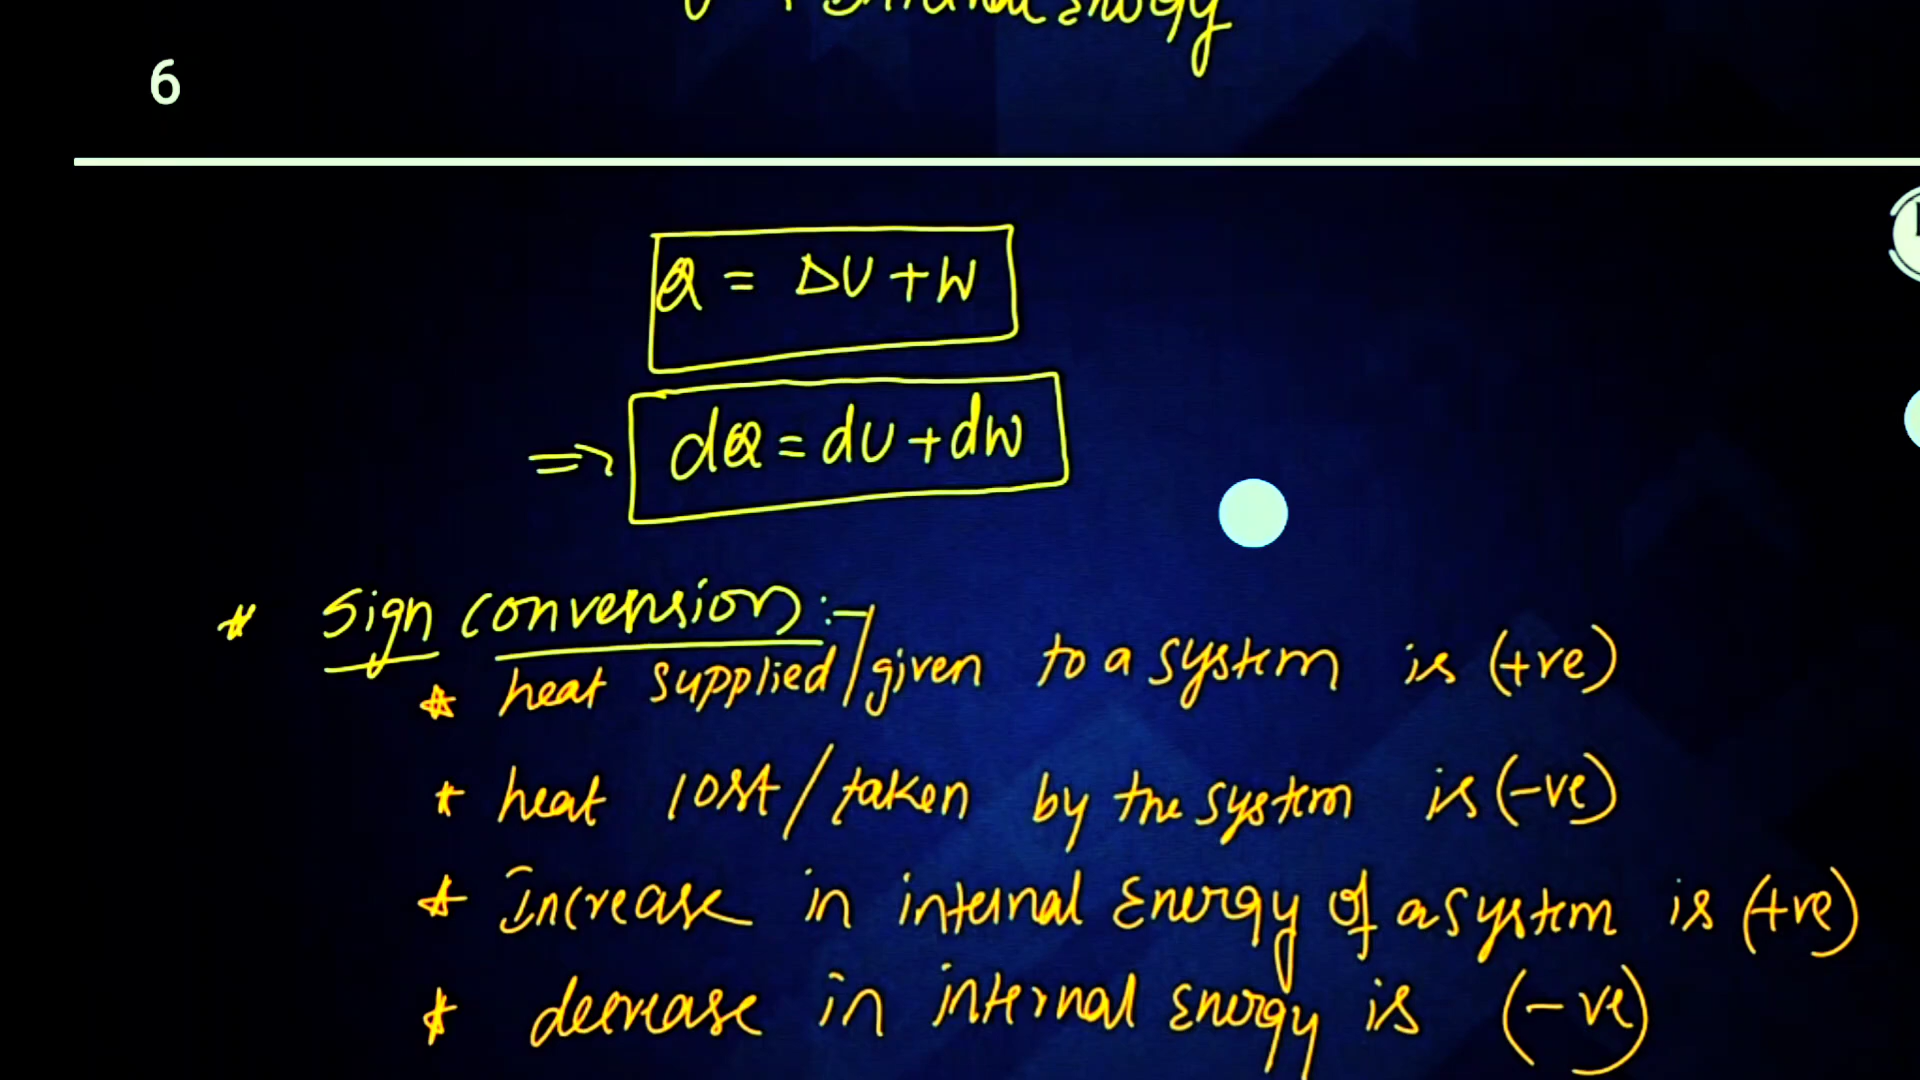 Energy
6
Q = ΔU + W
⇒ dQ = dU + dW
* Sign conversion :-
* heat supplied/given to a system is (+ve)
* heat lost/taken by the system is (-ve)
* Increase in internal Energy of a system is (+ve)
* decrease in internal Energy is (-ve)